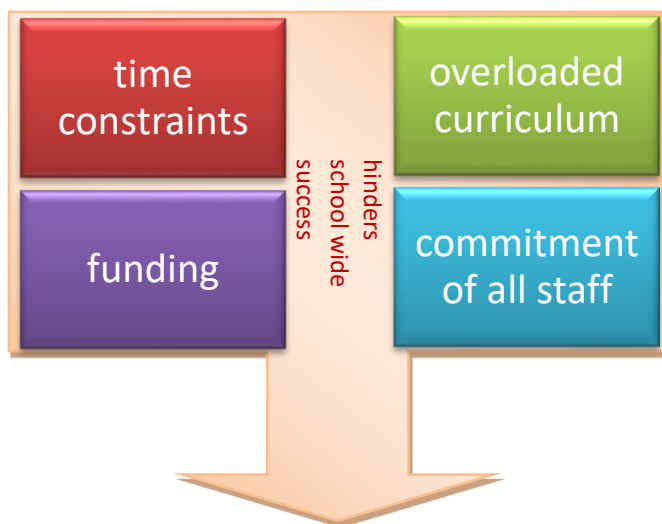 time
constraints
overloaded
curriculum
hinders
school wide
success
funding
commitment
of all staff